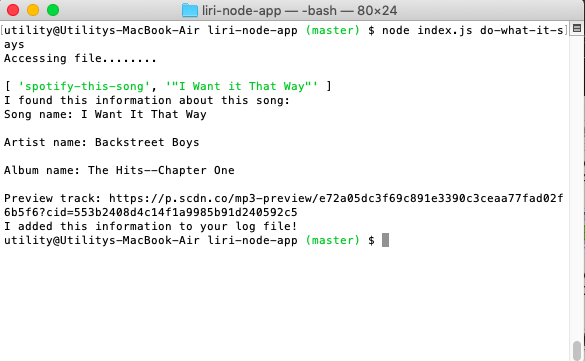 liri-node-app — -bash — 80×24
[utility@Utilitys-MacBook-Air liri-node-app (master) $ node index.js do-what-it-s]
ays
Accessing file........
[ 'spotify-this-song', '"I Want it That Way"' ]
I found this information about this song:
Song name: I Want It That Way
Artist name: Backstreet Boys
Album name: The Hits--Chapter One
Preview track: https://p.scdn.co/mp3-preview/e72a05dc3f69c891e3390c3ceaa77fad02f
6b5f6?cid=553b2408d4c14f1a9985b91d240592c5
I added this information to your log file!
utility@Utilitys-MacBook-Air liri-node-app (master) $